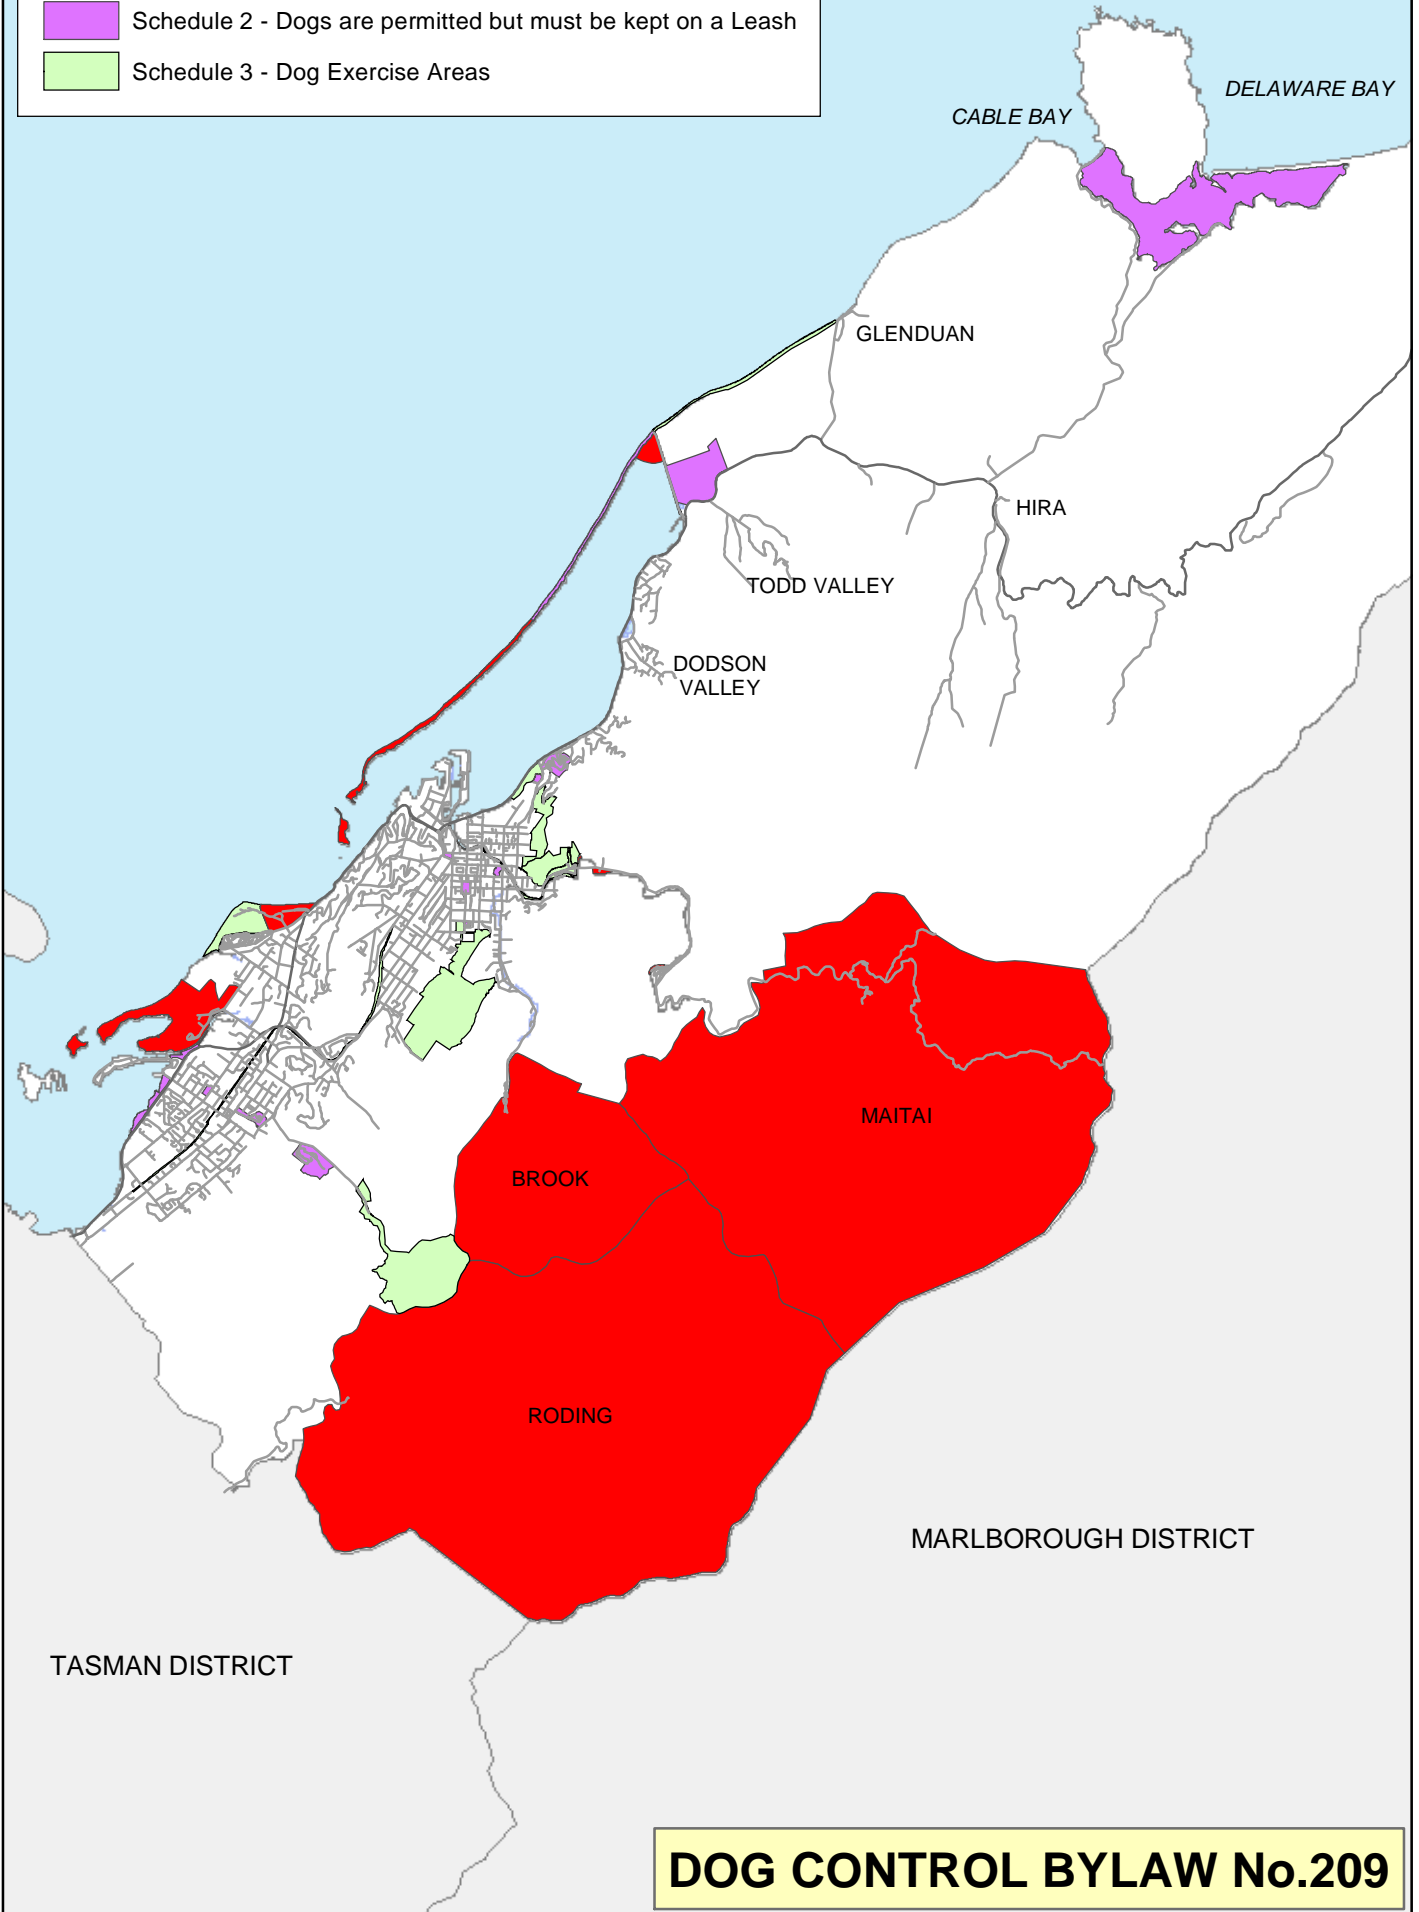 Schedule 2 - Dogs are permitted but must be kept on a Leash
Schedule 3 - Dog Exercise Areas
DELAWARE BAY
CABLE BAY
GLENDUAN
HIRA
TODD VALLEY
DODSON
VALLEY
MAITAI
BROOK
RODING
MARLBOROUGH DISTRICT
TASMAN DISTRICT
DOG CONTROL BYLAW No.209